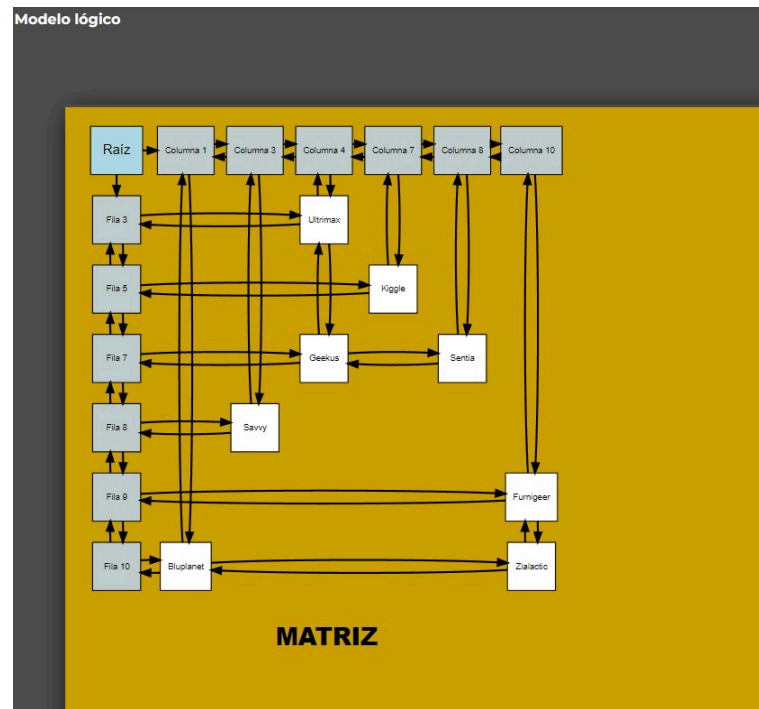 Modelo lógico
Raíz Columna 1 Columna 3 Columna 4 Columna 7 Columna 8 Columna 10
Fila 3 Ultrimax
Fila 5 Kiggle
Fila 7 Geekus Sentia
Fila 8 Savvy
Fila 9 Furnigeer
Fila 10 Bluplanet Zialactic
MATRIZ